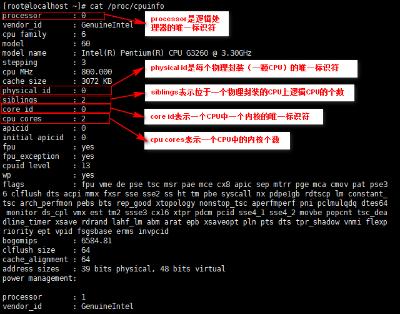 [root@localhost ~]# cat /proc/cpuinfo
processor : 0
processor是逻辑处
理器的唯一标识符
vendor_id : GenuineIntel
cpu family : 6
model : 60
model name : Intel(R) Pentium(R) CPU G3260 @ 3.30GHz
stepping : 3
cpu MHz : 800.000
cache size : 3072 KB
physical id是每个物理封装（一颗CPU）的唯一标识符
physical id : 0
siblings : 2
siblings表示位于一个物理封装的CPU上逻辑CPU的个数
core id : 0
core id表示一个CPU中一个内核的唯一标识符
cpu cores : 2
cpu cores表示一个CPU中的内核个数
apicid : 0
initial apicid : 0
fpu : yes
fpu_exception : yes
cpuid level : 13
wp : yes
flags : fpu vme de pse tsc msr pae mce cx8 apic sep mtrr pge mca cmov pat pse3
6 clflush dts acpi mmx fxsr sse sse2 ss ht tm pbe syscall nx pdpe1gb rdtscp lm constant_
tsc arch_perfmon pebs bts rep_good xtopology nonstop_tsc aperfmperf pni pclmulqdq dtes64
monitor ds_cpl vmx est tm2 ssse3 cx16 xtpr pdcm pcid sse4_1 sse4_2 movbe popcnt tsc_dea
dline_timer xsave rdrand lahf_lm abm arat epb xsaveopt pln pts dts tpr_shadow vnmi flexp
riority ept vpid fsgsbase erms invpcid
bogomips : 6584.81
clflush size : 64
cache_alignment : 64
address sizes : 39 bits physical, 48 bits virtual
power management:
processor : 1
vendor_id : GenuineIntel